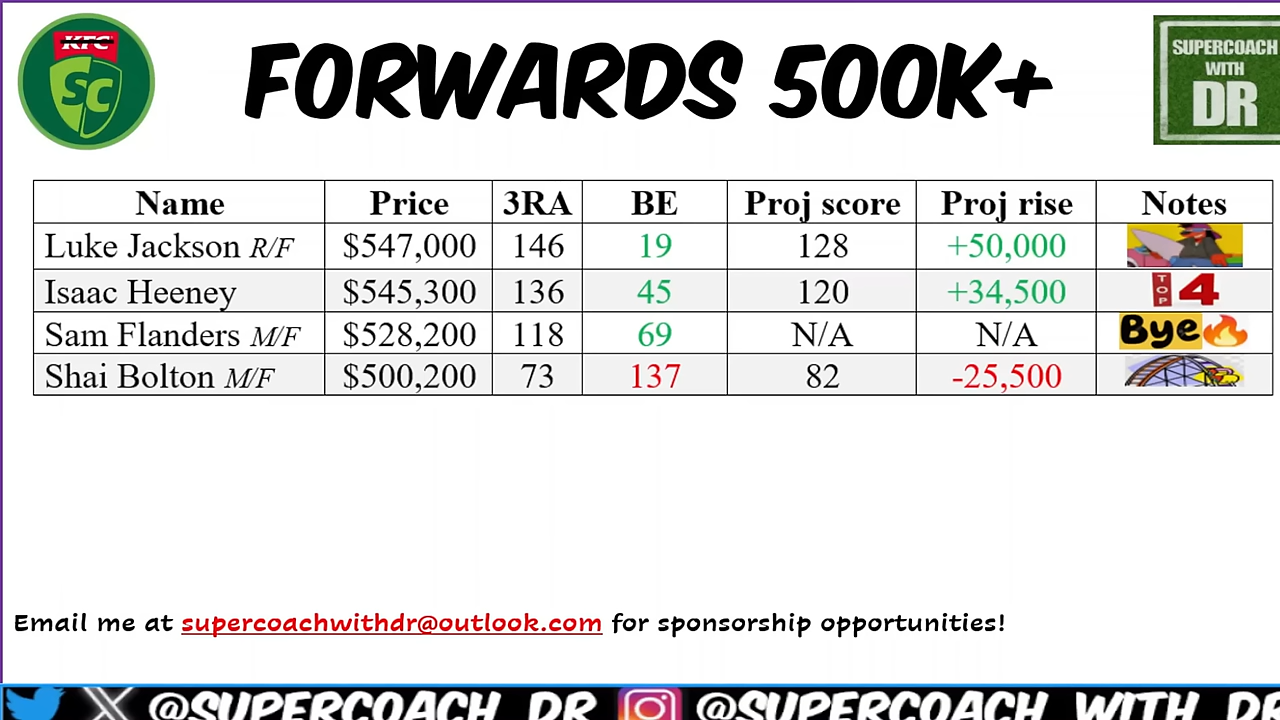 KFC
SC
FORWARDS 500K+
SUPERCOACH
WITH
DR
Name Price 3RA BE Proj score Proj rise Notes
Luke Jackson R/F $547,000 146 19 128 +50,000
Isaac Heeney $545,300 136 45 120 +34,500 TOP 4
Sam Flanders M/F $528,200 118 69 N/A N/A Bye
Shai Bolton M/F $500,200 73 137 82 -25,500
Email me at supercoachwithdr@outlook.com for sponsorship opportunities!
@SUPERCOACH_DR @SUPERCOACH_WITH_DR